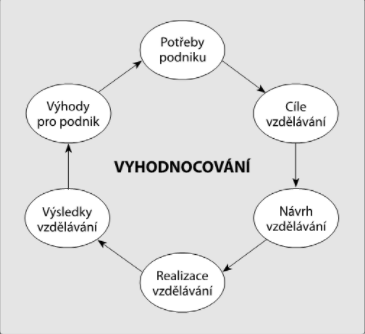 Potřeby
podniku
Cíle
vzdělávání
Návrh
vzdělávání
Realizace
vzdělávání
Výsledky
vzdělávání
Výhody
pro podnik
VYHODNOCOVÁNÍ